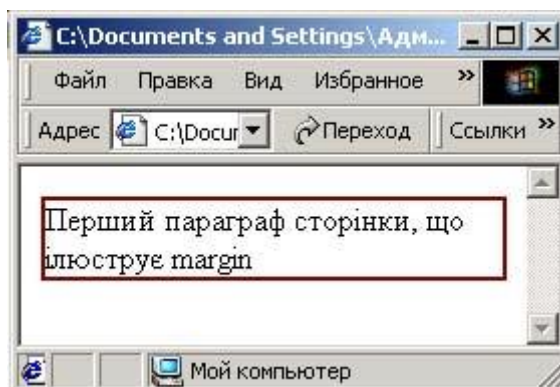 C:\Documents and Settings\Адм...
Файл Правка Вид Избранное »
Адрес C:\Docur Переход Ссылки »
Перший параграф сторінки, що
ілюструє margin
Мой компьютер